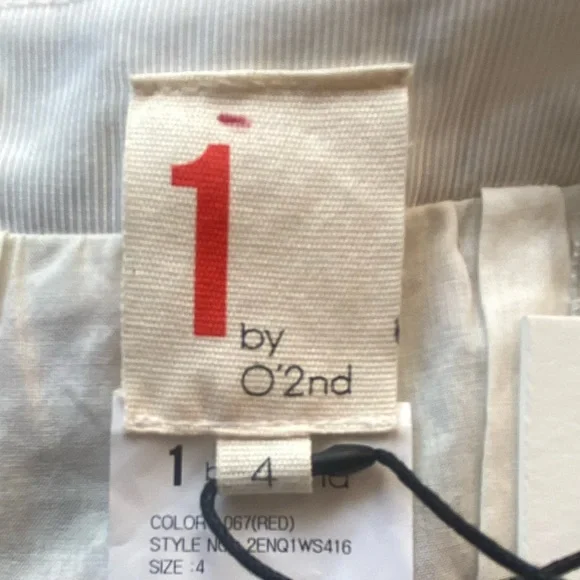 1
by
O'2nd
1
4
COLOR: 067(RED)
STYLE NO: 2ENQ1WS416
SIZE :4